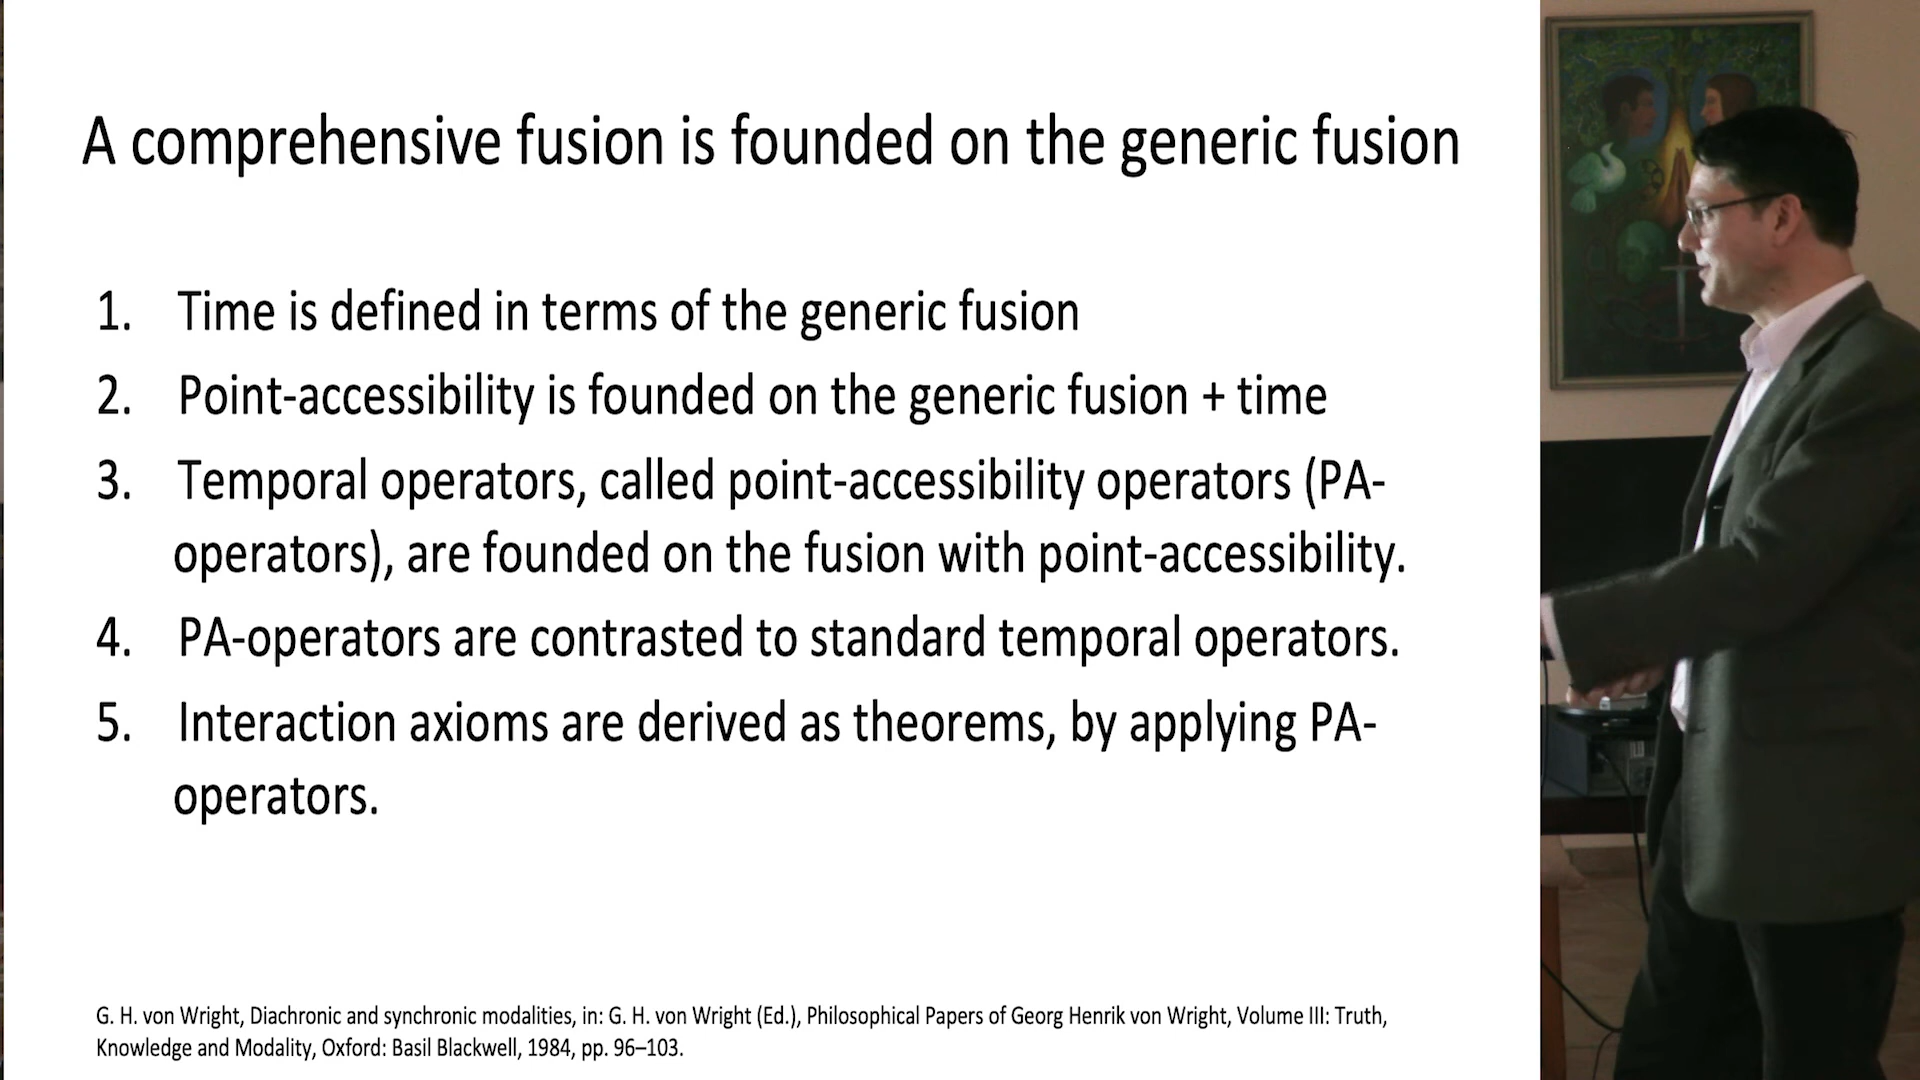 A comprehensive fusion is founded on the generic fusion
1. Time is defined in terms of the generic fusion
2. Point-accessibility is founded on the generic fusion + time
3. Temporal operators, called point-accessibility operators (PA-
operators), are founded on the fusion with point-accessibility.
4. PA-operators are contrasted to standard temporal operators.
5. Interaction axioms are derived as theorems, by applying PA-
operators.
G. H. von Wright, Diachronic and synchronic modalities, in: G. H. von Wright (Ed.), Philosophical Papers of Georg Henrik von Wright, Volume III: Truth,
Knowledge and Modality, Oxford: Basil Blackwell, 1984, pp. 96–103.